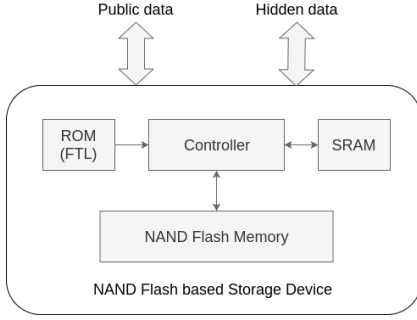 Public data
Hidden data
ROM
(FTL)
Controller
SRAM
NAND Flash Memory
NAND Flash based Storage Device